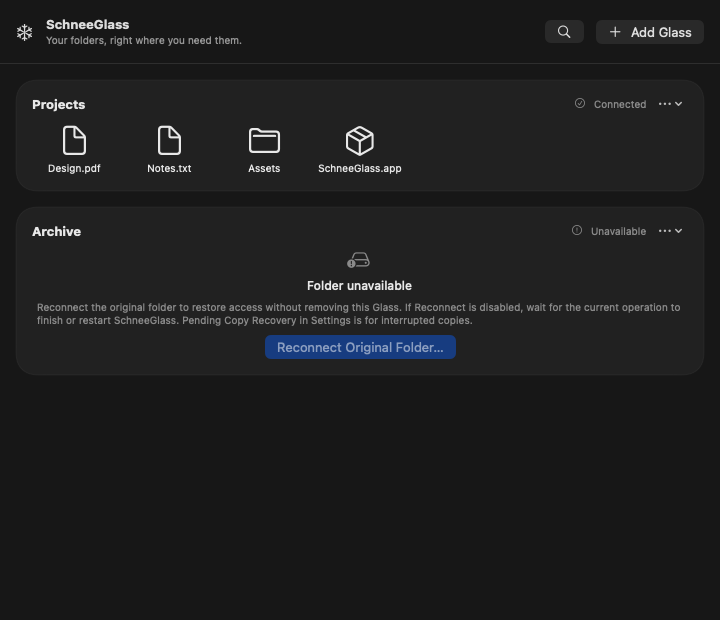 SchneeGlass
Your folders, right where you need them.
Add Glass
Projects
Connected
Design.pdf
Notes.txt
Assets
SchneeGlass.app
Archive
Unavailable
Folder unavailable
Reconnect the original folder to restore access without removing this Glass. If Reconnect is disabled, wait for the current operation to
finish or restart SchneeGlass. Pending Copy Recovery in Settings is for interrupted copies.
Reconnect Original Folder...